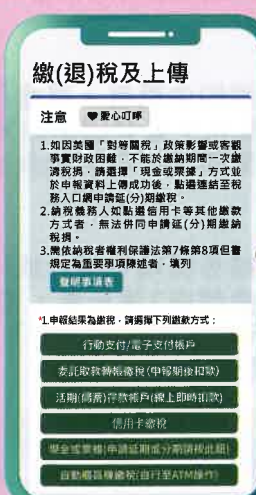 繳(退)稅及上傳
注意 ♥愛心叮嚀
1.如因美國「對等關稅」政策影響或客觀
事實財政困難，不能於繳納期間一次繳
清稅捐，請選擇「現金或票據」方式並
於申報資料上傳成功後，點選連結至稅
務入口網申請延(分)期繳稅。
2.納稅義務人如點選信用卡等其他繳款
方式者，無法併同申請延(分)期繳納
稅捐。
3.需依納稅者權利保護法第7條第8項但書
規定為重要事項陳述者，填列
聲明事項表
*1.申報結果為繳稅，請選擇下列繳款方式：
行動支付/電子支付帳戶
委託取款轉帳繳稅(申報期後扣款)
活期(儲蓄)存款帳戶(線上即時扣款)
信用卡繳稅
現金或票據(申請延期或分期請按此鈕)
自動櫃員機繳稅(自行至ATM操作)